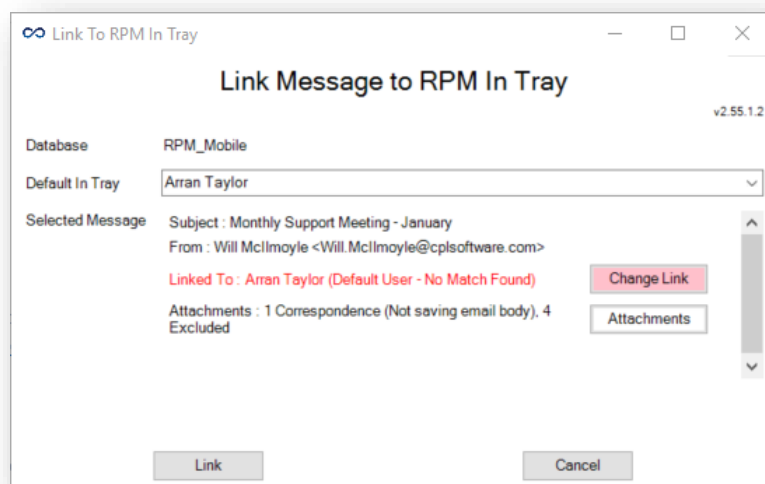 Link To RPM In Tray
Link Message to RPM In Tray
v2.55.1.2
Database RPM_Mobile
Default In Tray Arran Taylor
Selected Message Subject : Monthly Support Meeting - January
From : Will McIlmoyle <Will.McIlmoyle@cplsoftware.com>
Linked To : Arran Taylor (Default User - No Match Found) Change Link
Attachments : 1 Correspondence (Not saving email body), 4
Excluded
Attachments
Link Cancel